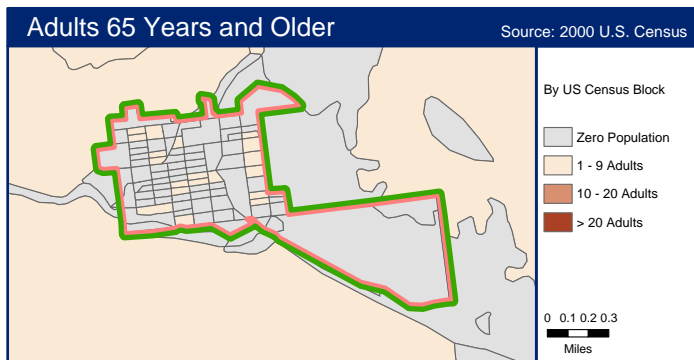 Adults 65 Years and Older
Source: 2000 U.S. Census
By US Census Block
Zero Population
1 - 9 Adults
10 - 20 Adults
> 20 Adults
0 0.1 0.2 0.3
Miles